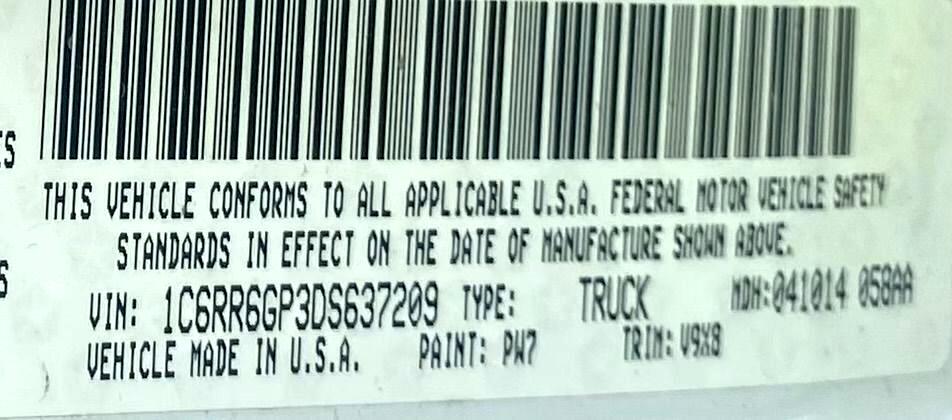 ES
THIS VEHICLE CONFORMS TO ALL APPLICABLE U.S.A. FEDERAL MOTOR VEHICLE SAFETY
STANDARDS IN EFFECT ON THE DATE OF MANUFACTURE SHOWN ABOVE.
S
VIN: 1C6RR6GP3DS637209 TYPE: TRUCK MDH:041014 058AA
VEHICLE MADE IN U.S.A. PAINT: PW7 TRIM: V9X8